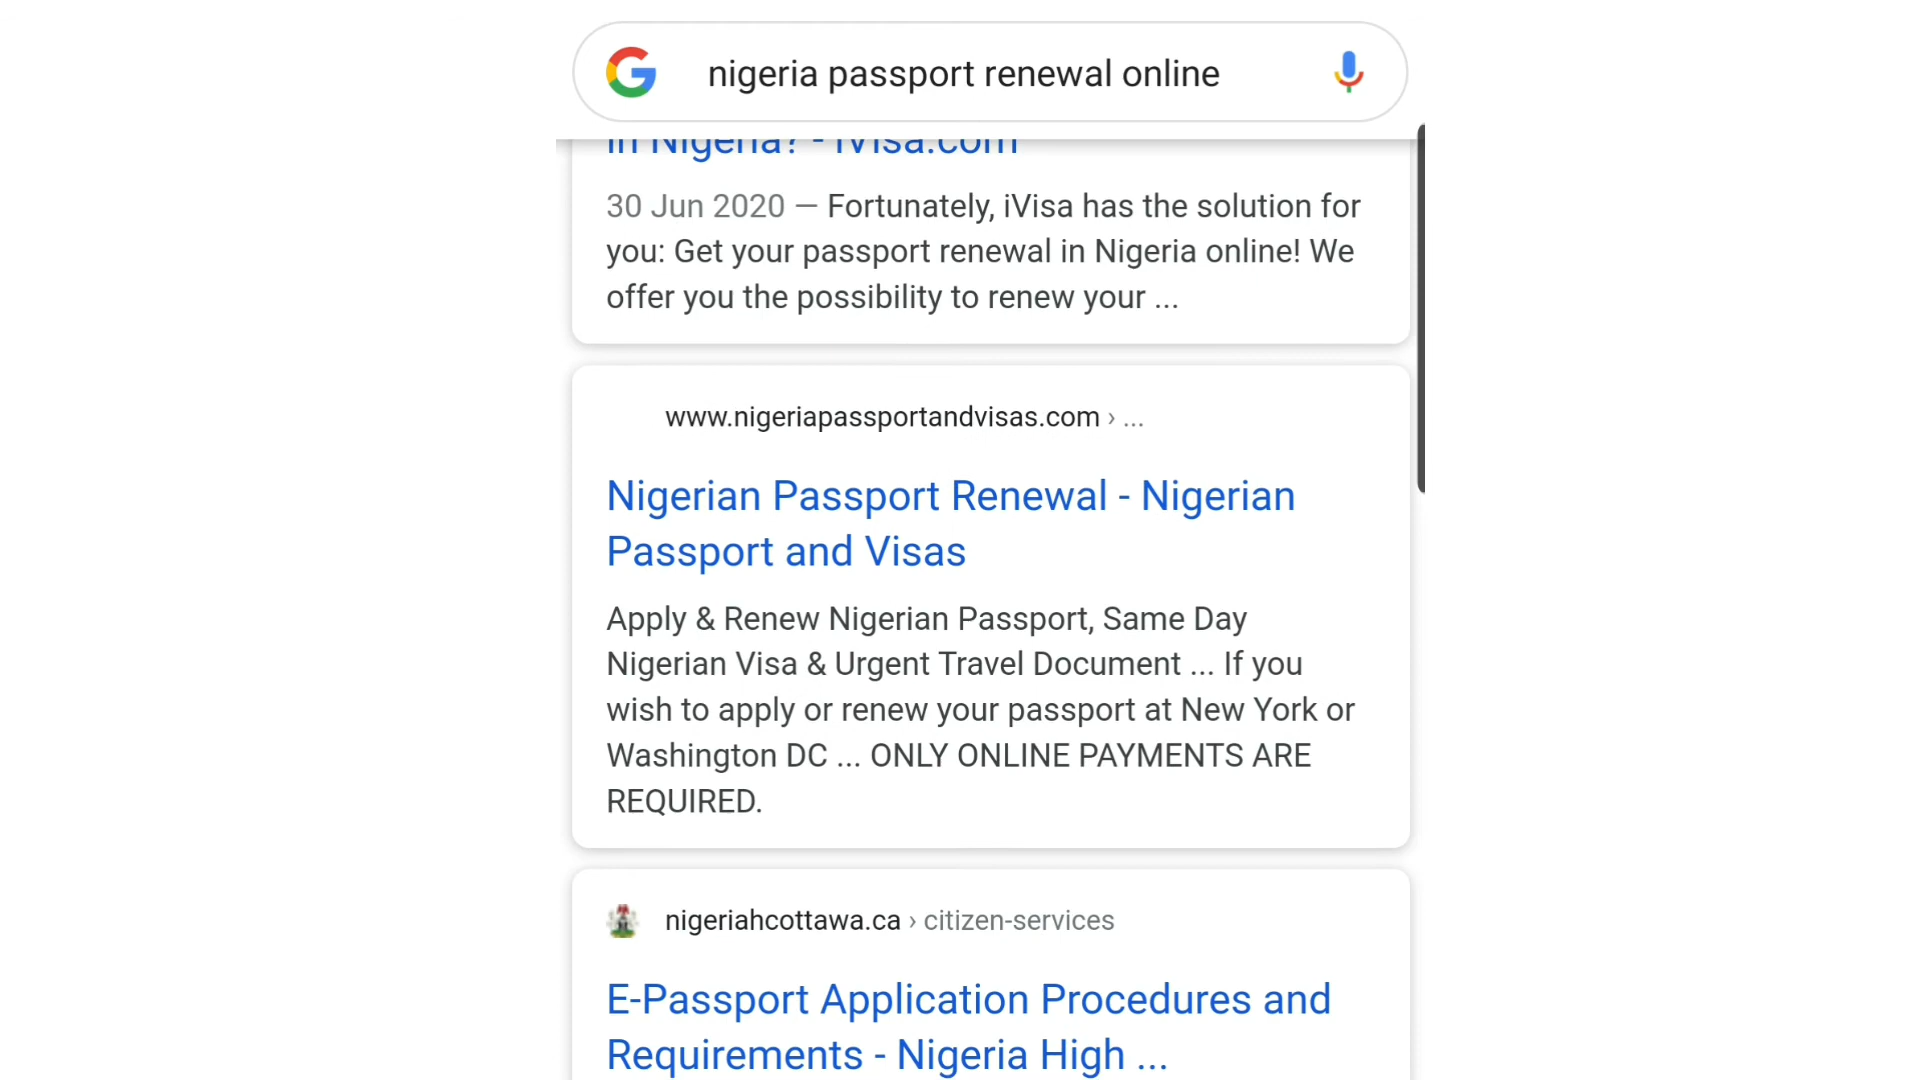 nigeria passport renewal online
in Nigeria? - iVisa.com
30 Jun 2020 — Fortunately, iVisa has the solution for
you: Get your passport renewal in Nigeria online! We
offer you the possibility to renew your ...
www.nigeriapassportandvisas.com › ...
Nigerian Passport Renewal - Nigerian
Passport and Visas
Apply & Renew Nigerian Passport, Same Day
Nigerian Visa & Urgent Travel Document ... If you
wish to apply or renew your passport at New York or
Washington DC ... ONLY ONLINE PAYMENTS ARE
REQUIRED.
nigeriahcottawa.ca › citizen-services
E-Passport Application Procedures and
Requirements - Nigeria High ...